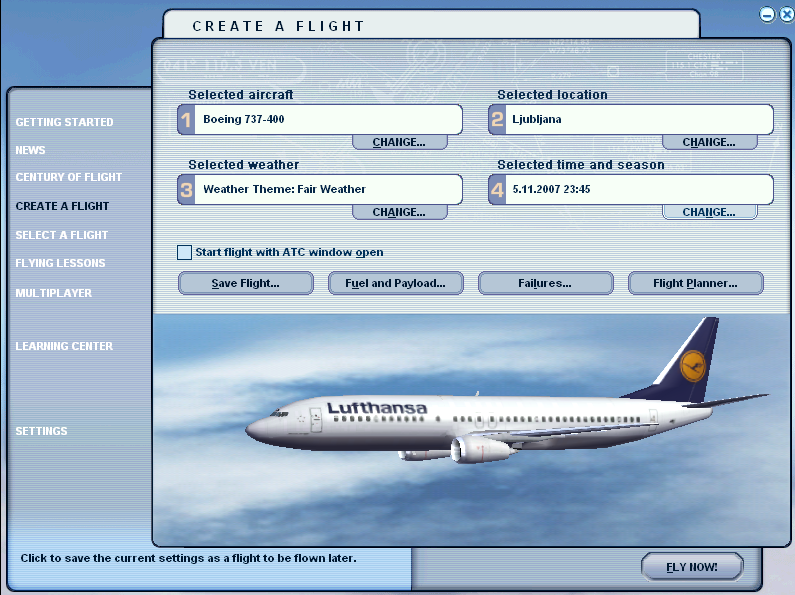 CREATE A FLIGHT
GETTING STARTED
NEWS
CENTURY OF FLIGHT
CREATE A FLIGHT
SELECT A FLIGHT
FLYING LESSONS
MULTIPLAYER
LEARNING CENTER
SETTINGS
Selected aircraft
1 Boeing 737-400
CHANGE...
Selected location
2 Ljubljana
CHANGE...
Selected weather
3 Weather Theme: Fair Weather
CHANGE...
Selected time and season
4 5.11.2007 23:45
CHANGE...
Start flight with ATC window open
Save Flight...
Fuel and Payload...
Failures...
Flight Planner...
Lufthansa
Click to save the current settings as a flight to be flown later.
FLY NOW!